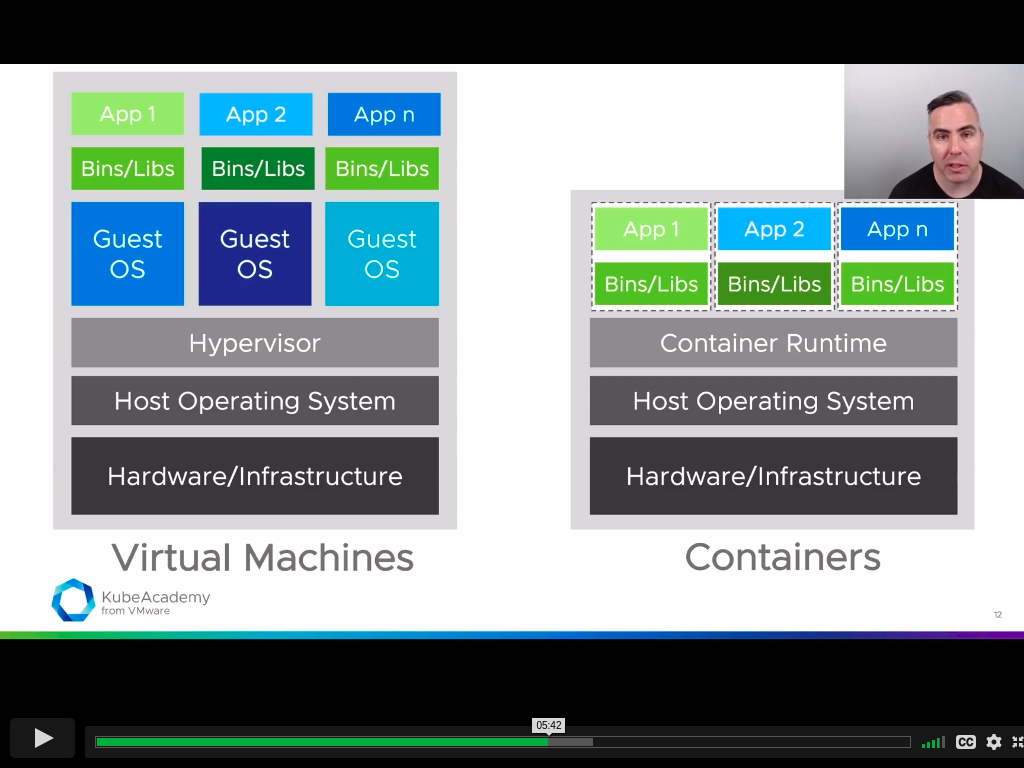 App 1
App 2
App n
Bins/Libs
Bins/Libs
Bins/Libs
Guest
OS
Guest
OS
Guest
OS
Hypervisor
Host Operating System
Hardware/Infrastructure
Virtual Machines
App 1
App 2
App n
Bins/Libs
Bins/Libs
Bins/Libs
Container Runtime
Host Operating System
Hardware/Infrastructure
Containers
KubeAcademy
from VMware
12
05:42
CC